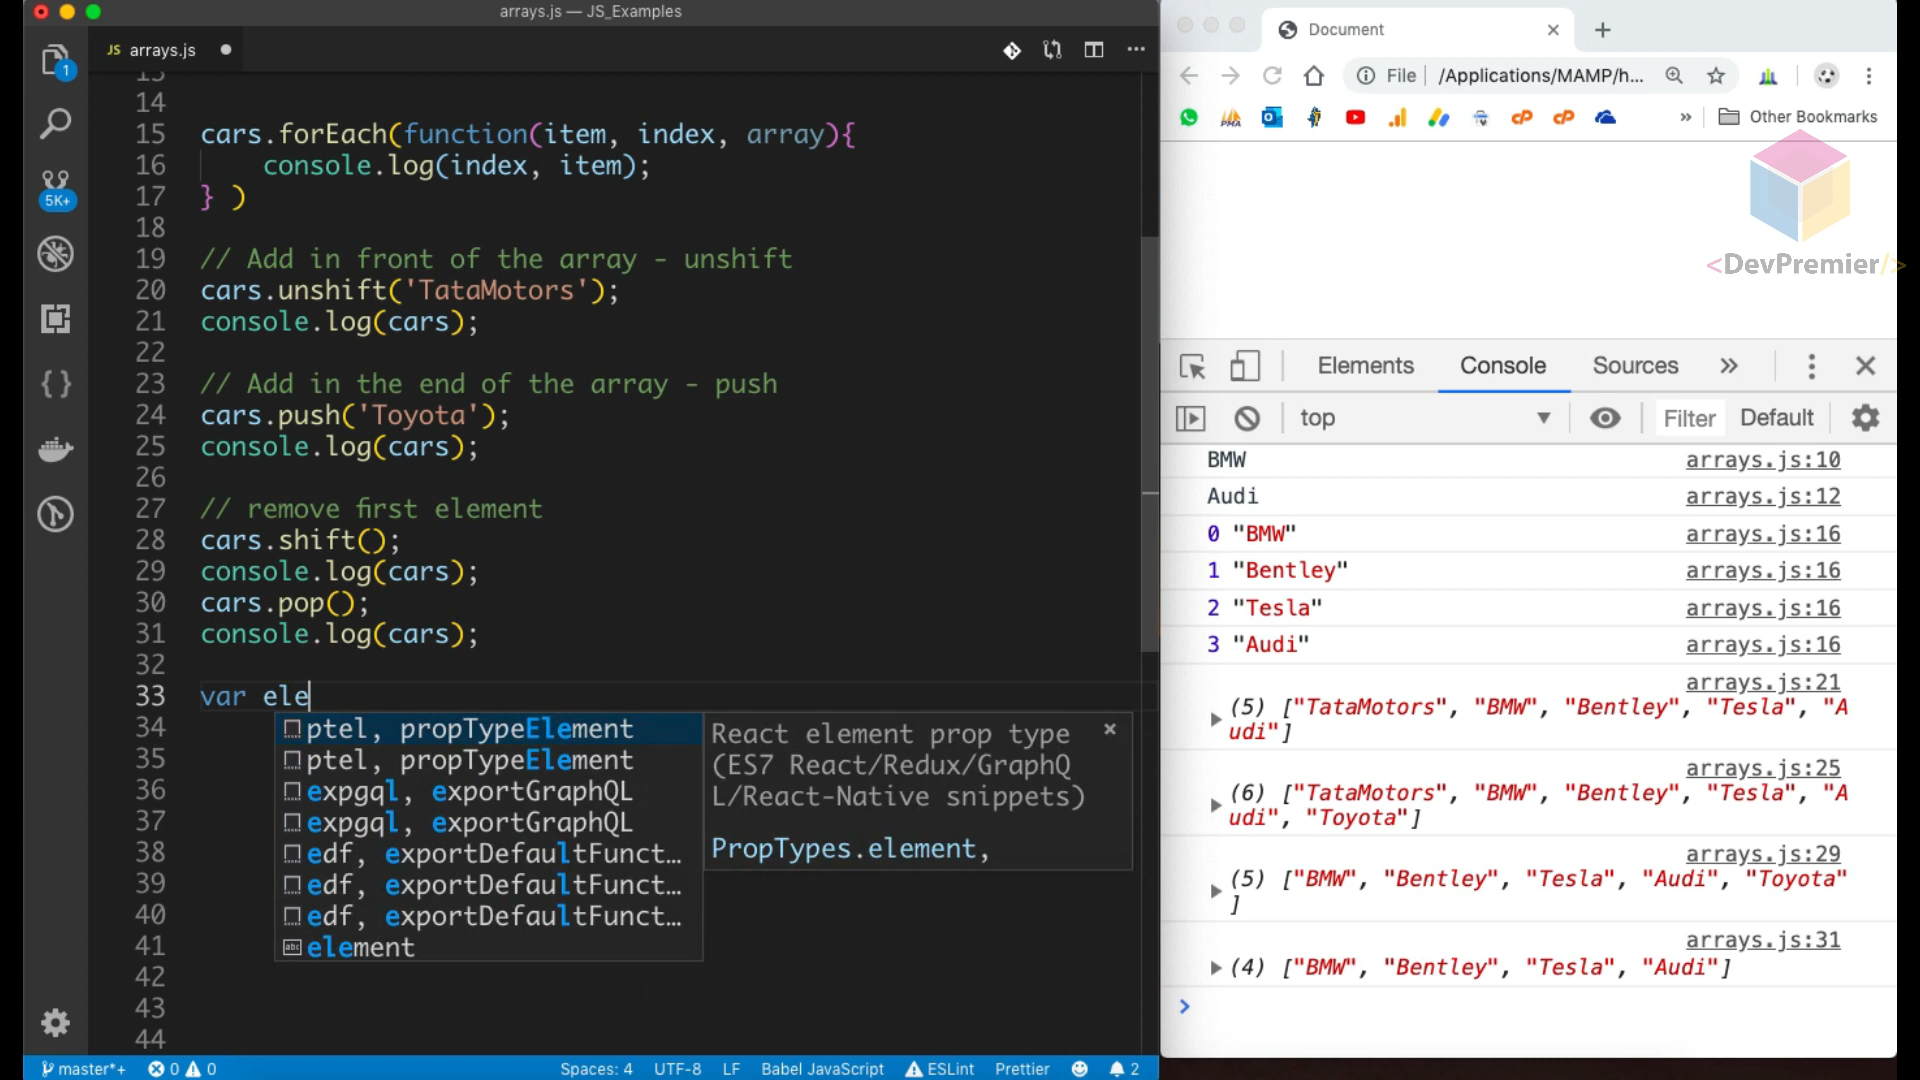 arrays.js — JS_Examples
JS arrays.js
1
5K+
13
14
15 cars.forEach(function(item, index, array){
16 console.log(index, item);
17 } )
18
19 // Add in front of the array - unshift
20 cars.unshift('TataMotors');
21 console.log(cars);
22
23 // Add in the end of the array - push
24 cars.push('Toyota');
25 console.log(cars);
26
27 // remove first element
28 cars.shift();
29 console.log(cars);
30 cars.pop();
31 console.log(cars);
32
33 var ele
34
35
36
37
38
39
40
41
42
43
44
ptel, propTypeElement
ptel, propTypeElement
expgql, exportGraphQL
expgql, exportGraphQL
edf, exportDefaultFunct…
edf, exportDefaultFunct…
edf, exportDefaultFunct…
abc element
React element prop type
(ES7 React/Redux/GraphQ
L/React-Native snippets)
PropTypes.element,
master*+ 0 0
Spaces: 4 UTF-8 LF Babel JavaScript ESLint Prettier 2
Document
File /Applications/MAMP/h...
PMA
cP
cP
» Other Bookmarks
<DevPremier/>
Elements Console Sources »
top Filter Default
BMW arrays.js:10
Audi arrays.js:12
0 "BMW" arrays.js:16
1 "Bentley" arrays.js:16
2 "Tesla" arrays.js:16
3 "Audi" arrays.js:16
arrays.js:21
(5) ["TataMotors", "BMW", "Bentley", "Tesla", "A
udi"]
arrays.js:25
(6) ["TataMotors", "BMW", "Bentley", "Tesla", "A
udi", "Toyota"]
arrays.js:29
(5) ["BMW", "Bentley", "Tesla", "Audi", "Toyota"
]
arrays.js:31
(4) ["BMW", "Bentley", "Tesla", "Audi"]